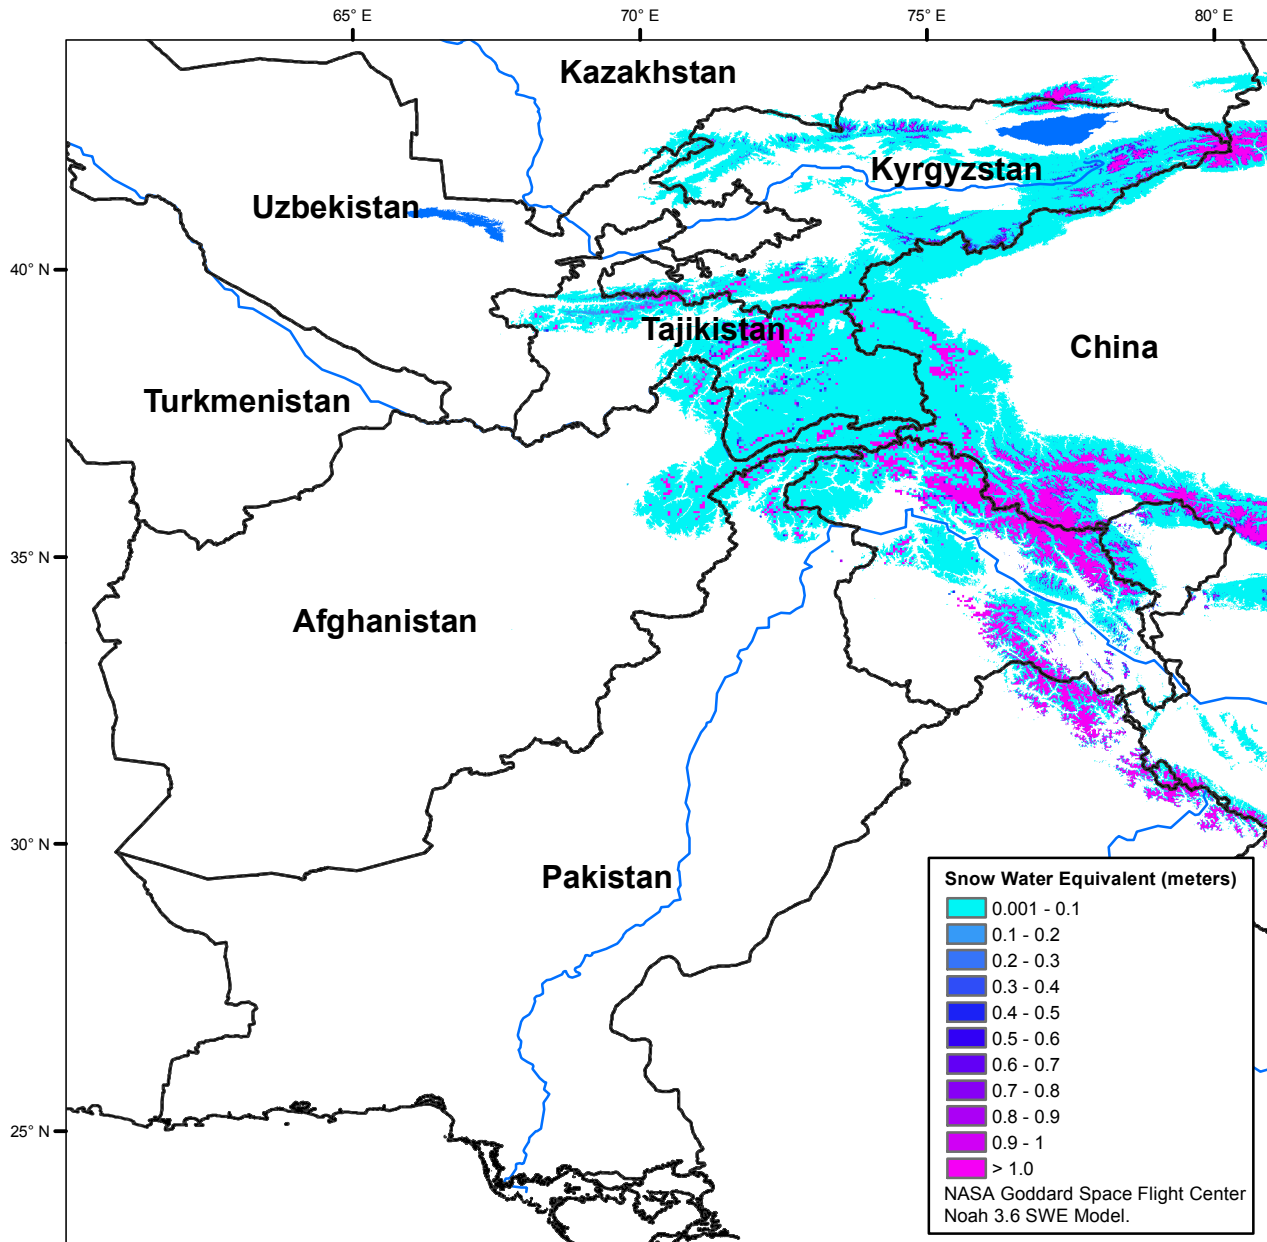 65° E
70° E
75° E
80° E
Kazakhstan
Kyrgyzstan
Uzbekistan
40° N
Tajikistan
China
Turkmenistan
35° N
Afghanistan
30° N
Pakistan
25° N
Snow Water Equivalent (meters)
0.001 - 0.1
0.1 - 0.2
0.2 - 0.3
0.3 - 0.4
0.4 - 0.5
0.5 - 0.6
0.6 - 0.7
0.7 - 0.8
0.8 - 0.9
0.9 - 1
> 1.0
NASA Goddard Space Flight Center
Noah 3.6 SWE Model.